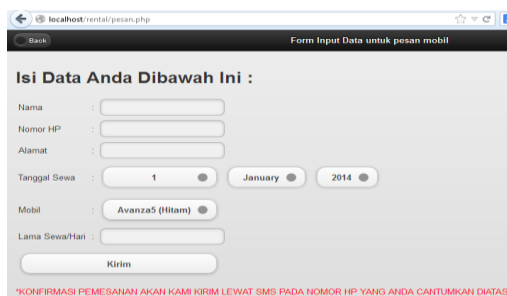 localhost/rental/pesan.php
Back Form Input Data untuk pesan mobil
Isi Data Anda Dibawah Ini :
Nama :
Nomor HP :
Alamat :
Tanggal Sewa : 1 January 2014
Mobil : Avanza5 (Hitam)
Lama Sewa/Hari :
Kirim
*KONFIRMASI PEMESANAN AKAN KAMI KIRIM LEWAT SMS PADA NOMOR HP YANG ANDA CANTUMKAN DIATAS